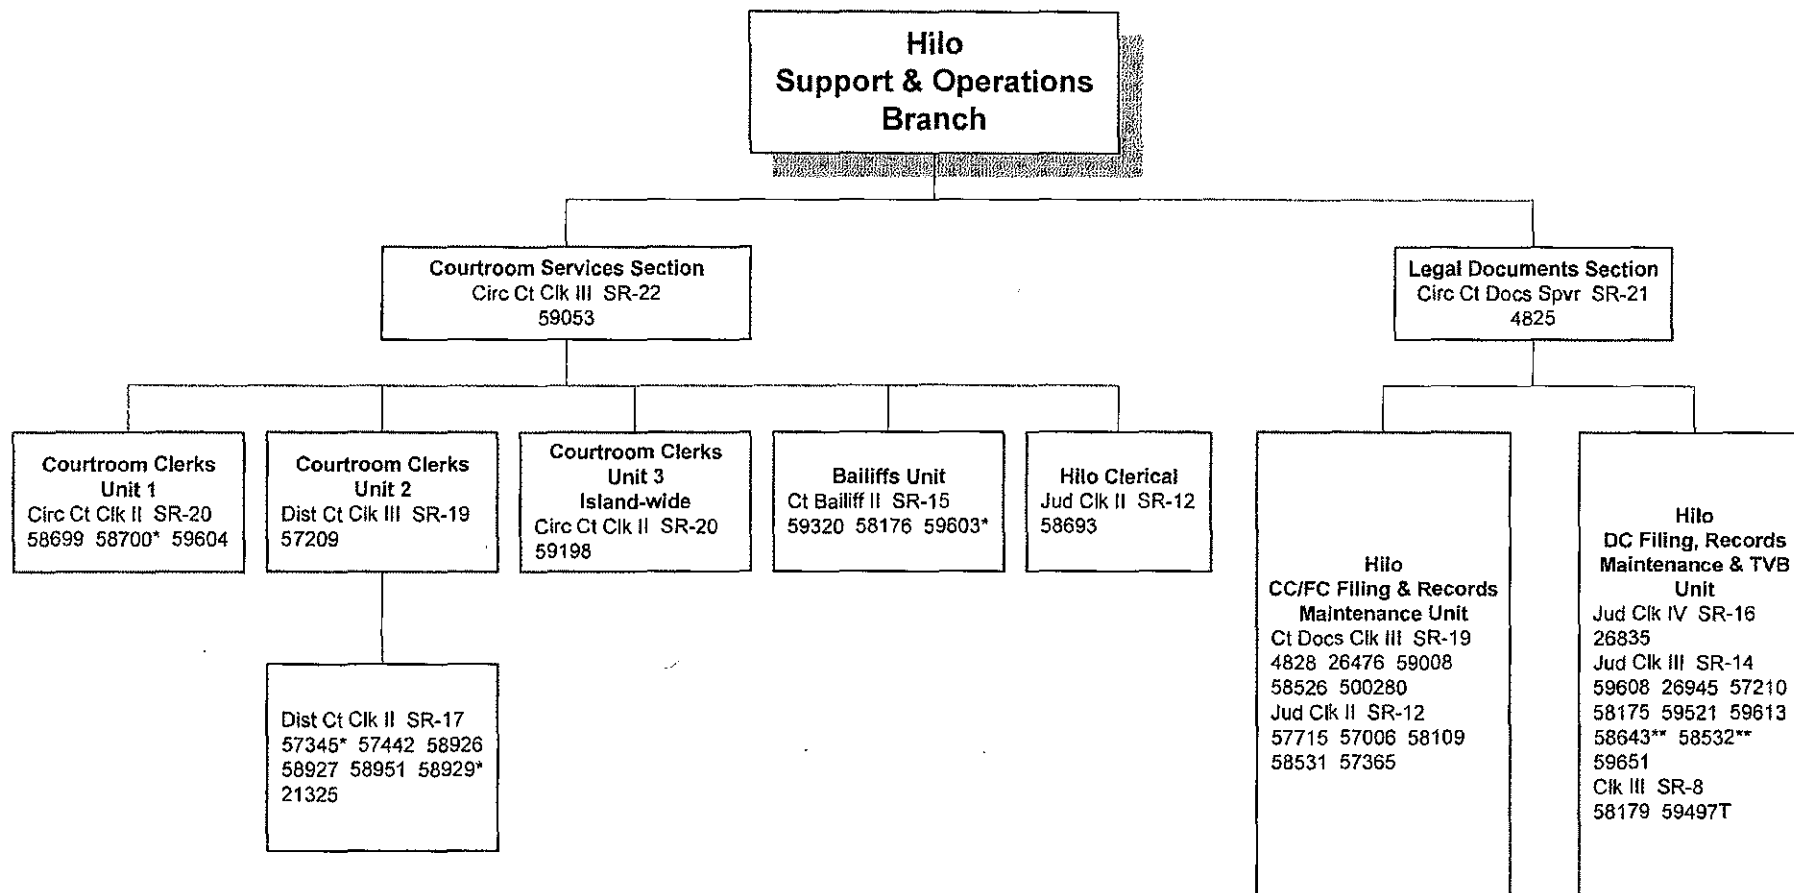 Hilo
Support & Operations
Branch
Courtroom Services Section
Circ Ct Clk III SR-22
59053
Legal Documents Section
Circ Ct Docs Spvr SR-21
4825
Courtroom Clerks
Unit 1
Circ Ct Clk II SR-20
58699 58700* 59604
Courtroom Clerks
Unit 2
Dist Ct Clk III SR-19
57209
Courtroom Clerks
Unit 3
Island-wide
Circ Ct Clk II SR-20
59198
Bailiffs Unit
Ct Bailiff II SR-15
59320 58176 59603*
Hilo Clerical
Jud Clk II SR-12
58693
Hilo
CC/FC Filing & Records
Maintenance Unit
Ct Docs Clk III SR-19
4828 26476 59008
58526 500280
Jud Clk II SR-12
57715 57006 58109
58531 57365
Hilo
DC Filing, Records
Maintenance & TVB
Unit
Jud Clk IV SR-16
26835
Jud Clk III SR-14
59608 26945 57210
58175 59521 59613
58643** 58532**
59651
Clk III SR-8
58179 59497T
Dist Ct Clk II SR-17
57345* 57442 58926
58927 58951 58929*
21325